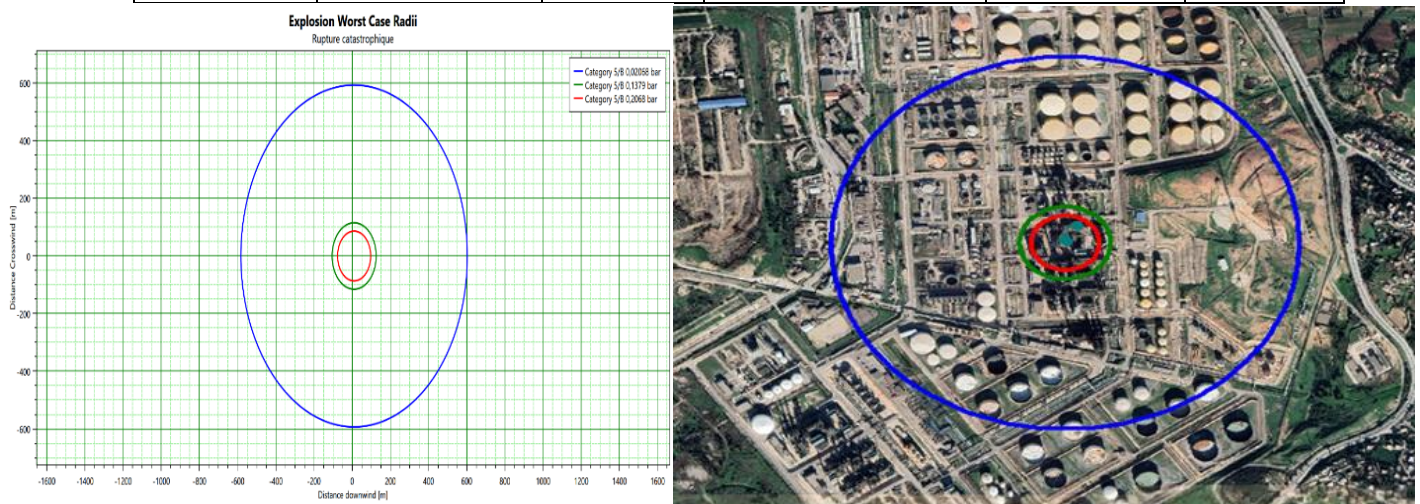 Explosion Worst Case Radii
Rupture catastrophique
Category 5/B 0,02068 bar
Category 5/B 0,1379 bar
Category 5/B 0,2068 bar
600
400
200
0
-200
-400
-600
Distance Crosswind [m]
-1600 -1400 -1200 -1000 -800 -600 -400 -200 0 200 400 600 800 1000 1200 1400 1600
Distance downwind [m]